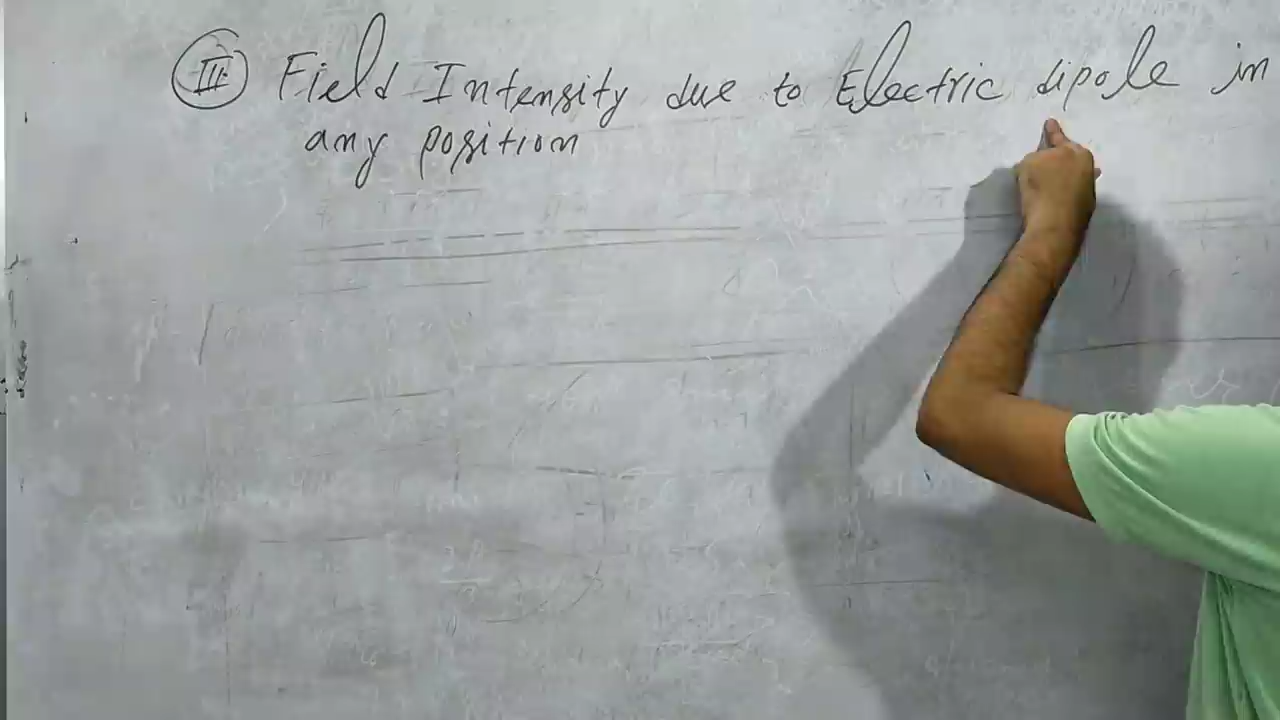 III Field Intensity due to Electric dipole in
any position